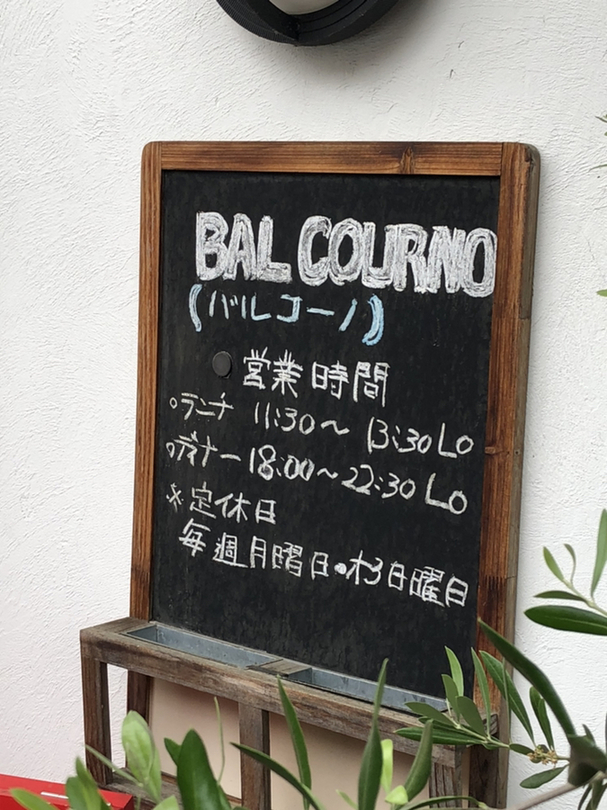 BAL COURNO
(バルコーノ)
営業時間
○ランチ 11:30～13:30 LO
○ディナー 18:00～22:30 LO
※定休日
毎週月曜日・才3日曜日